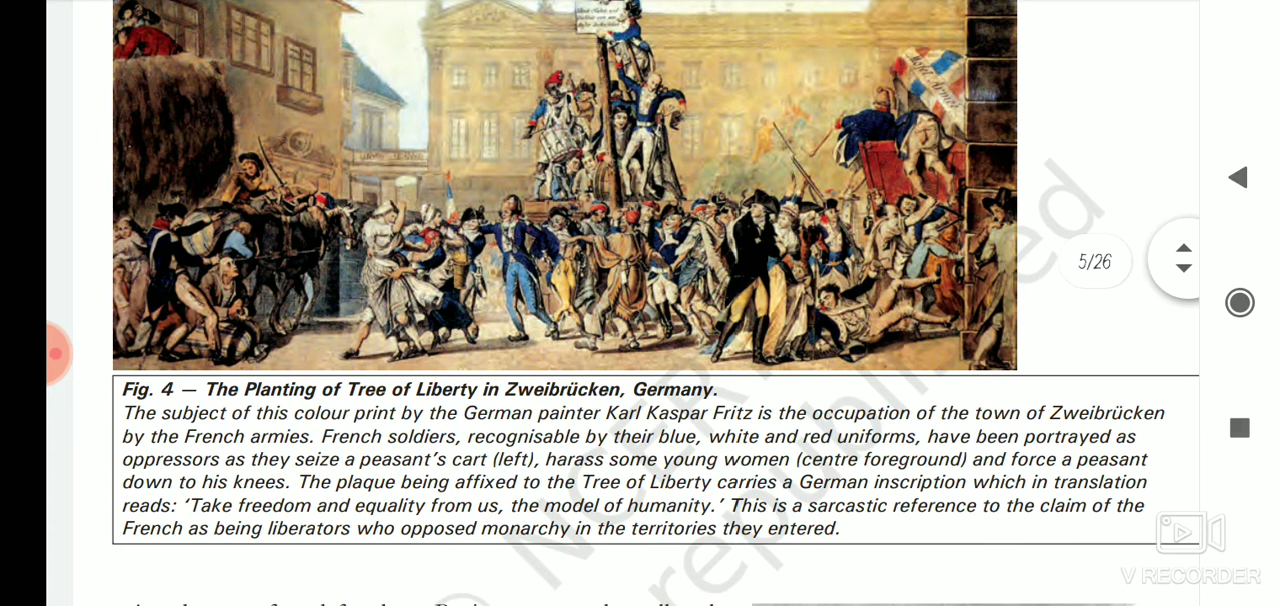 5/26
Fig. 4 — The Planting of Tree of Liberty in Zweibrücken, Germany.
The subject of this colour print by the German painter Karl Kaspar Fritz is the occupation of the town of Zweibrücken
by the French armies. French soldiers, recognisable by their blue, white and red uniforms, have been portrayed as
oppressors as they seize a peasant's cart (left), harass some young women (centre foreground) and force a peasant
down to his knees. The plaque being affixed to the Tree of Liberty carries a German inscription which in translation
reads: ‘Take freedom and equality from us, the model of humanity.’ This is a sarcastic reference to the claim of the
French as being liberators who opposed monarchy in the territories they entered.
© NCERT
republished
V RECORDER